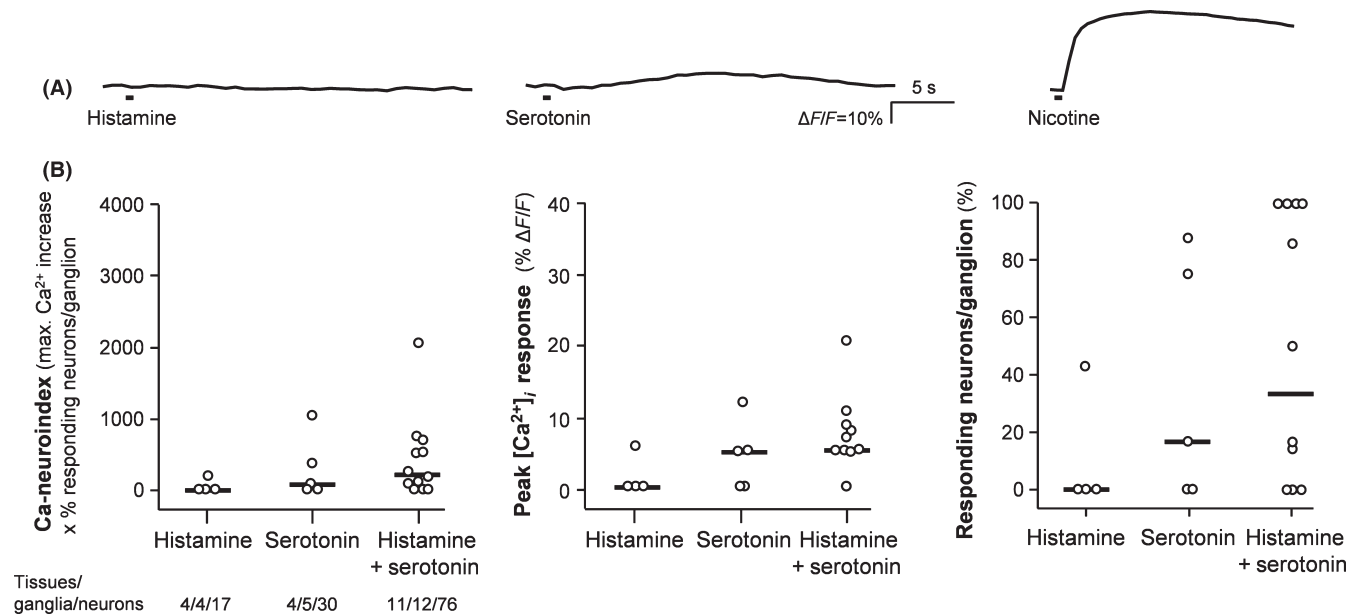 (A)
Histamine
Serotonin
ΔF/F=10%
5 s
Nicotine
(B)
Ca-neuroindex (max. Ca²⁺ increase
x % responding neurons/ganglion
4000
3000
2000
1000
0
Histamine
Serotonin
Histamine
+ serotonin
Peak [Ca²⁺]ᵢ response (% ΔF/F)
40
30
20
10
0
Histamine
Serotonin
Histamine
+ serotonin
Responding neurons/ganglion (%)
100
80
60
40
20
0
Histamine
Serotonin
Histamine
+ serotonin
Tissues/
ganglia/neurons 4/4/17 4/5/30 11/12/76